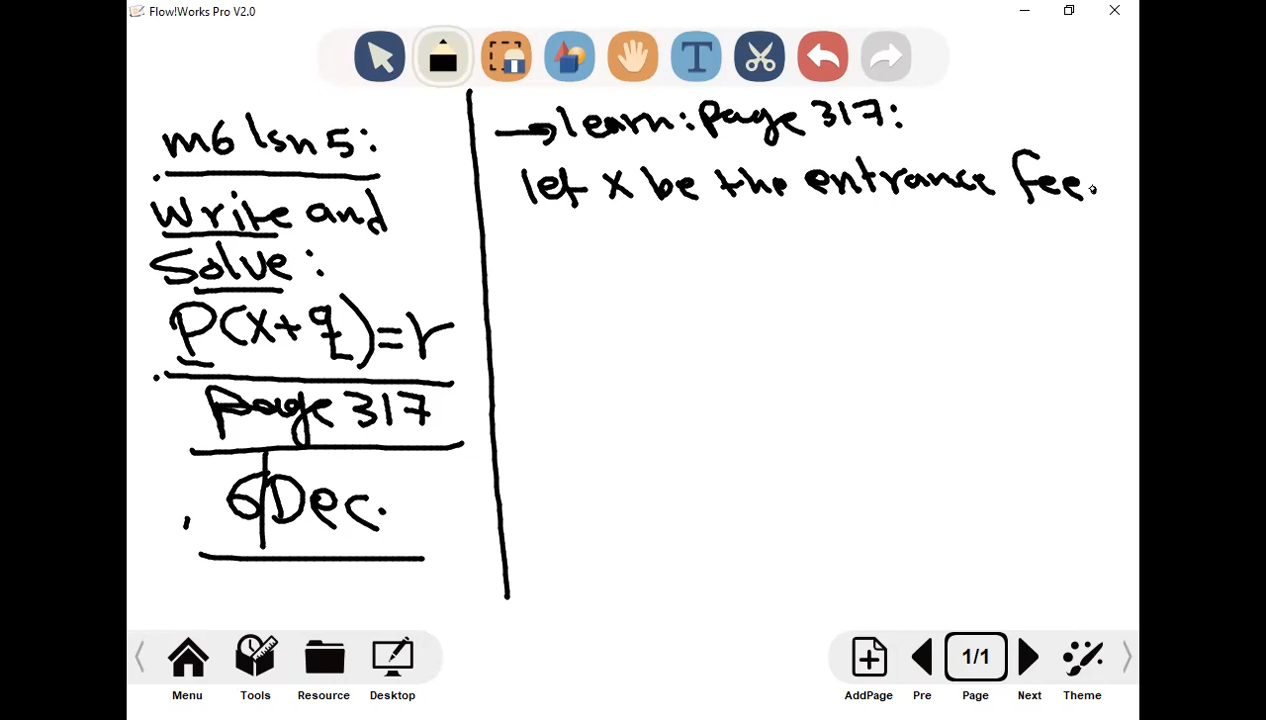 Flow!Works Pro V2.0
m6 lsn 5:
Write and
Solve:
P(x+q)=r
page 317
6 Dec.
→learn: page 317:
let x be the entrance fee.
1/1
Menu
Tools
Resource
Desktop
AddPage
Pre
Page
Next
Theme